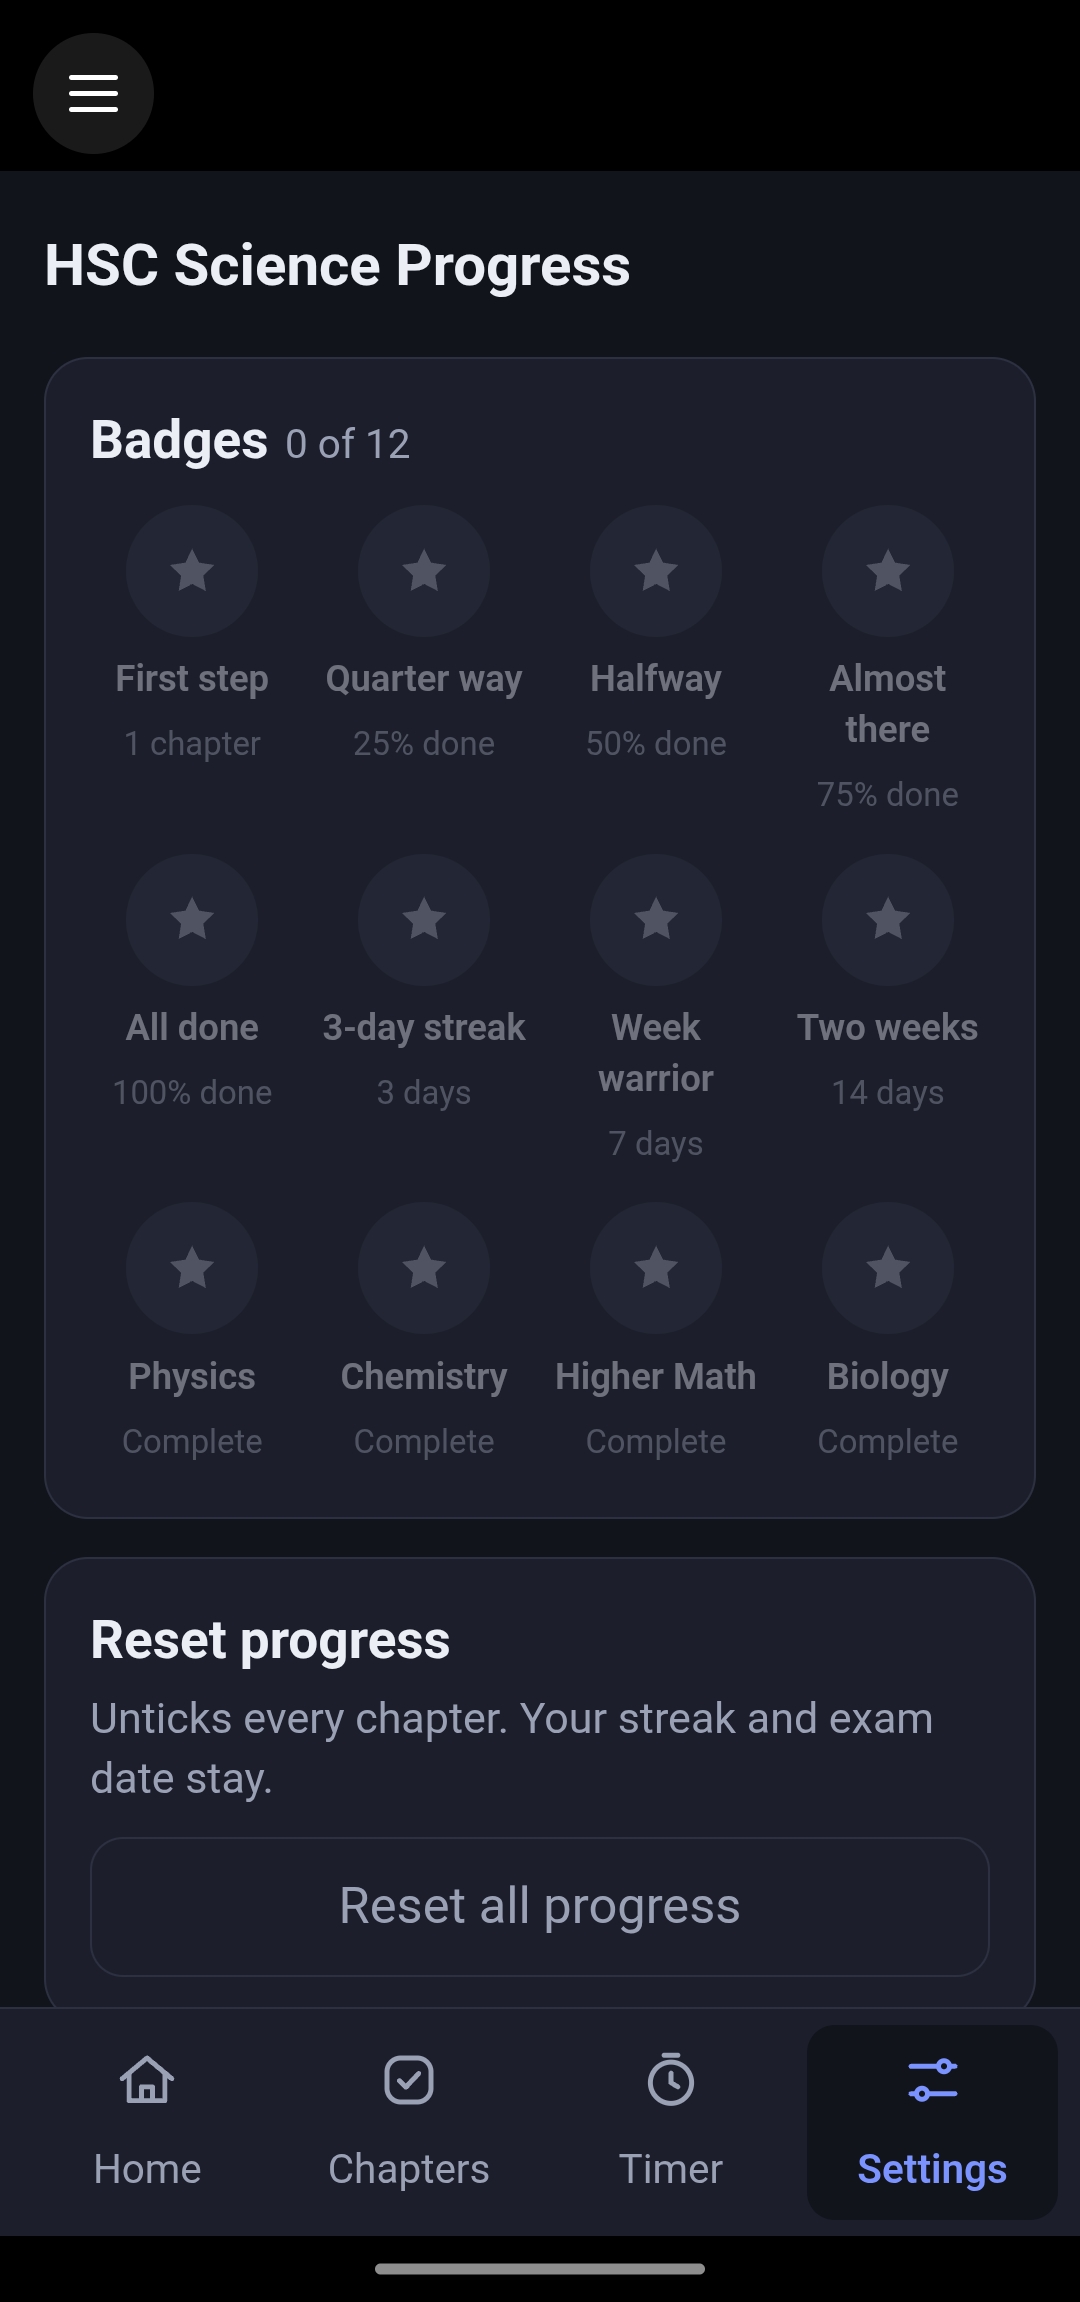 HSC Science Progress
Badges 0 of 12
First step
1 chapter
Quarter way
25% done
Halfway
50% done
Almost
there
75% done
All done
100% done
3-day streak
3 days
Week
warrior
7 days
Two weeks
14 days
Physics
Complete
Chemistry
Complete
Higher Math
Complete
Biology
Complete
Reset progress
Unticks every chapter. Your streak and exam
date stay.
Reset all progress
Home
Chapters
Timer
Settings